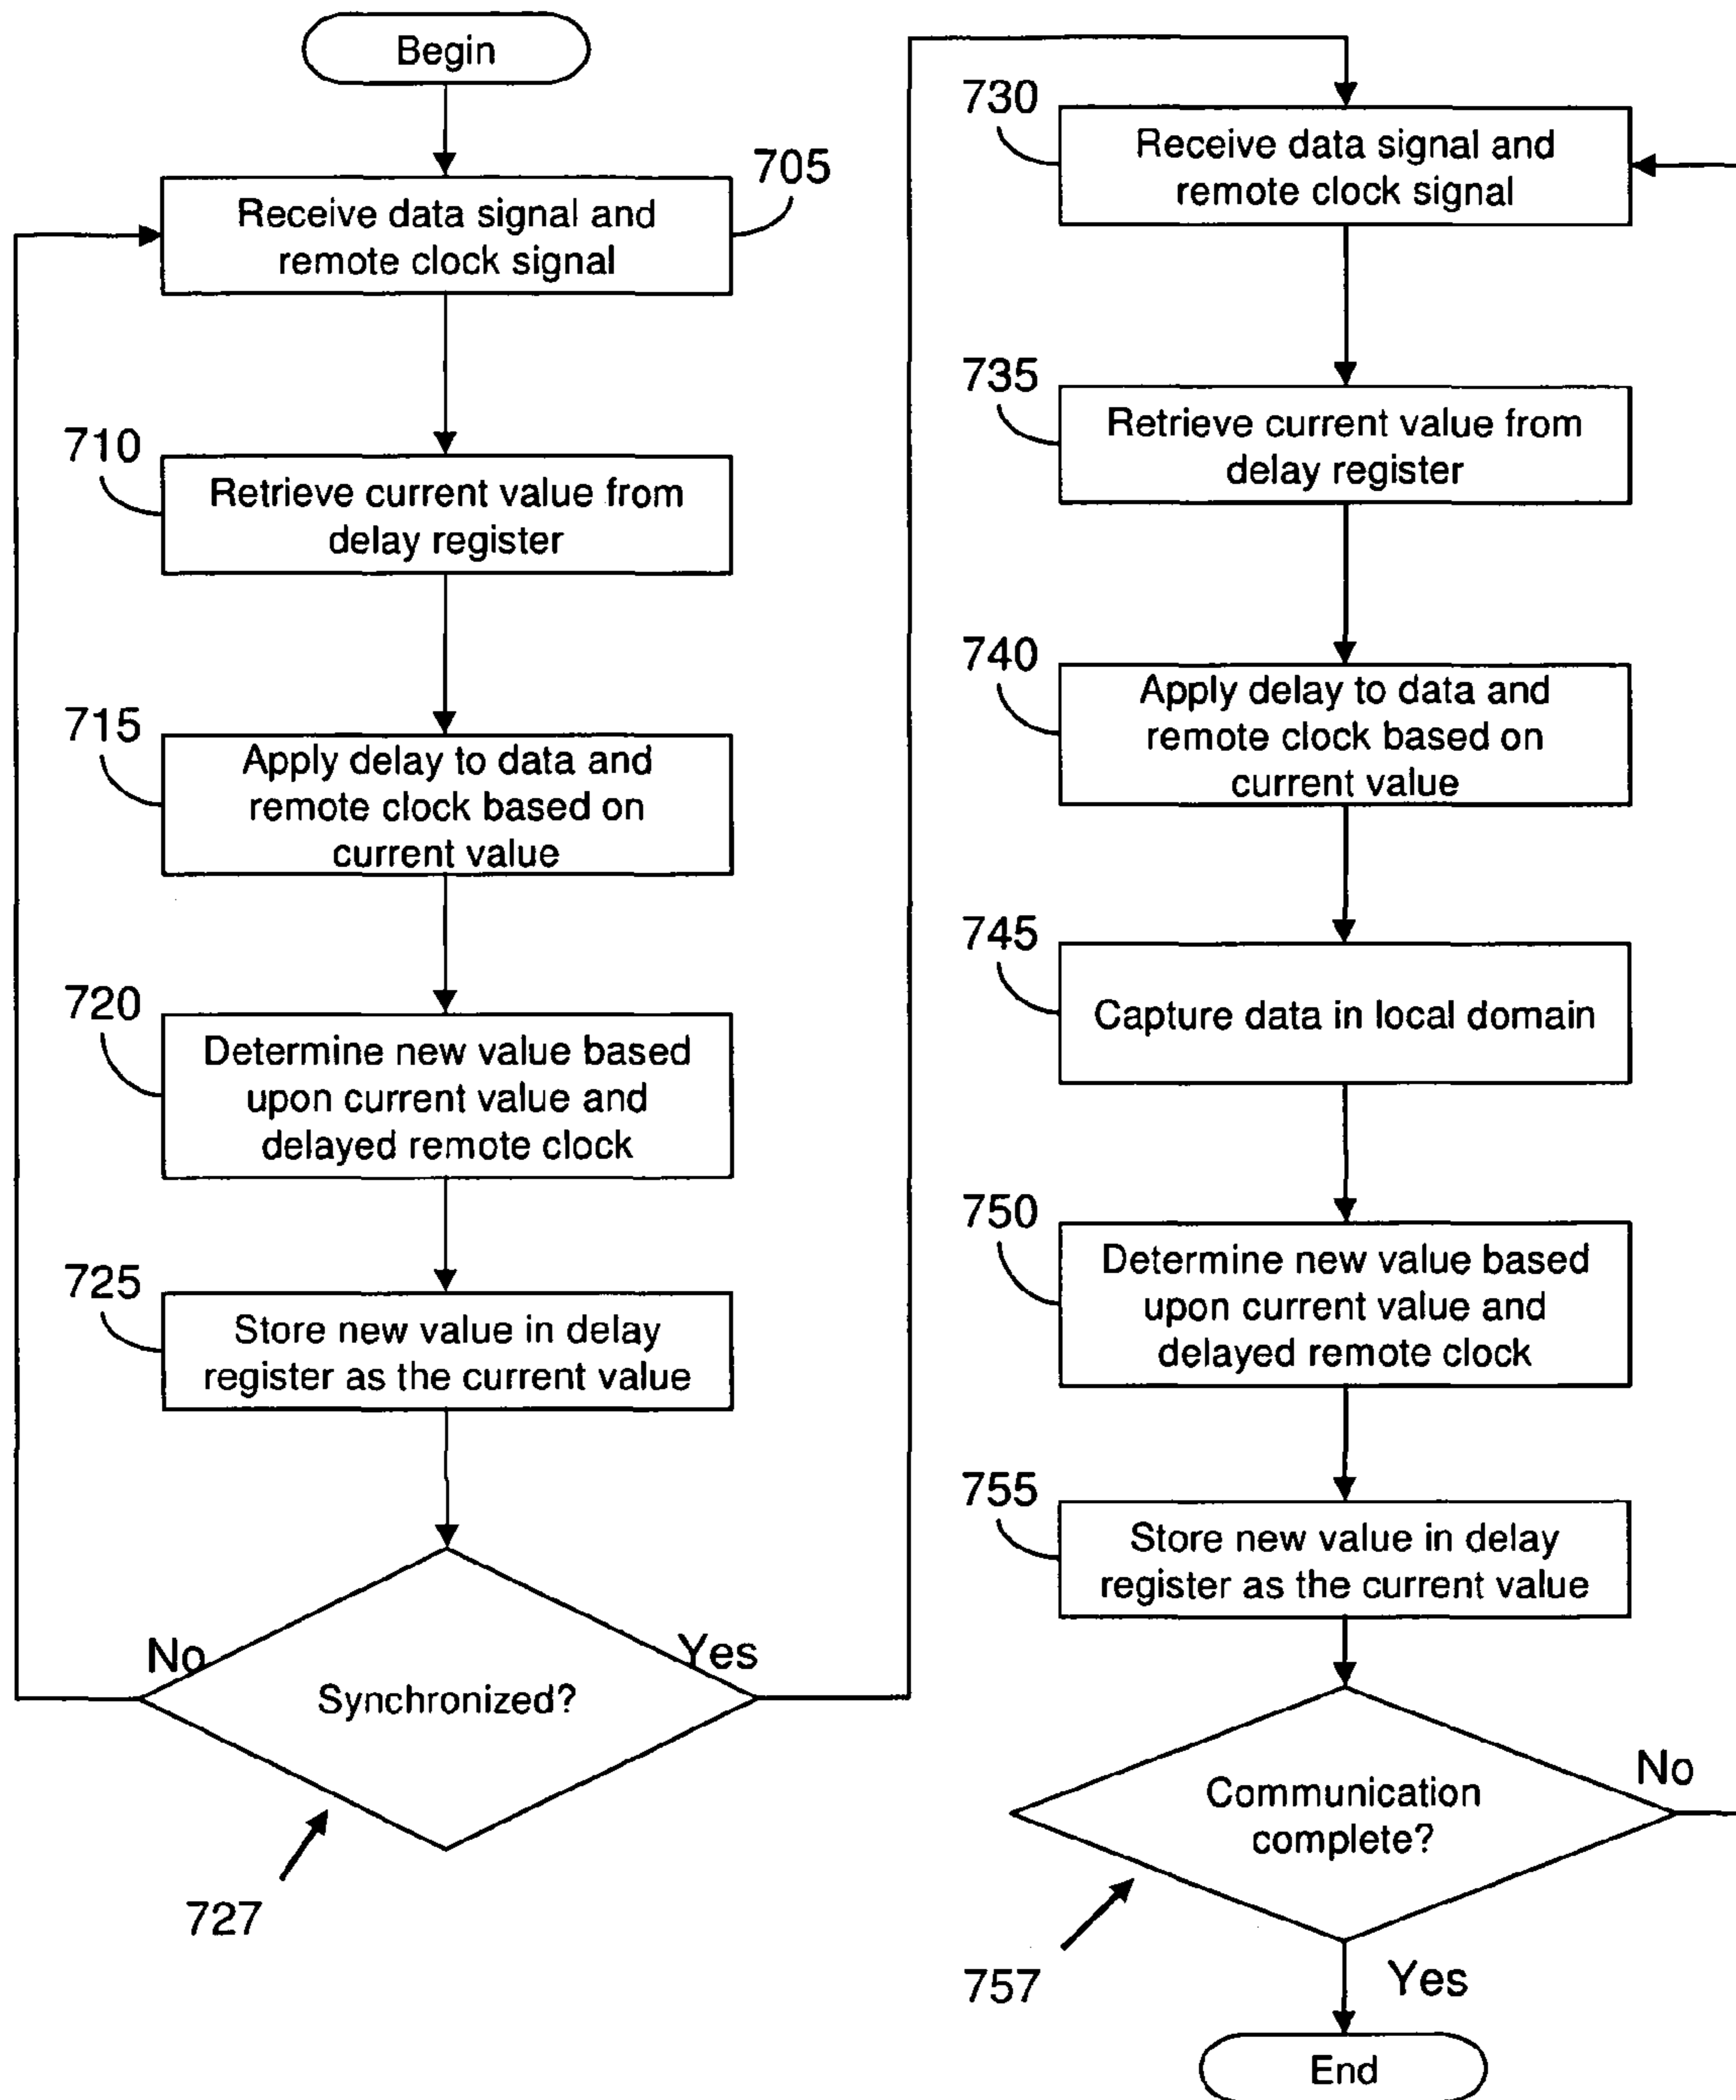 Begin
705
Receive data signal and
remote clock signal
710
Retrieve current value from
delay register
715
Apply delay to data and
remote clock based on
current value
720
Determine new value based
upon current value and
delayed remote clock
725
Store new value in delay
register as the current value
No
Yes
Synchronized?
727
730
Receive data signal and
remote clock signal
735
Retrieve current value from
delay register
740
Apply delay to data and
remote clock based on
current value
745
Capture data in local domain
750
Determine new value based
upon current value and
delayed remote clock
755
Store new value in delay
register as the current value
No
Communication
complete?
757
Yes
End